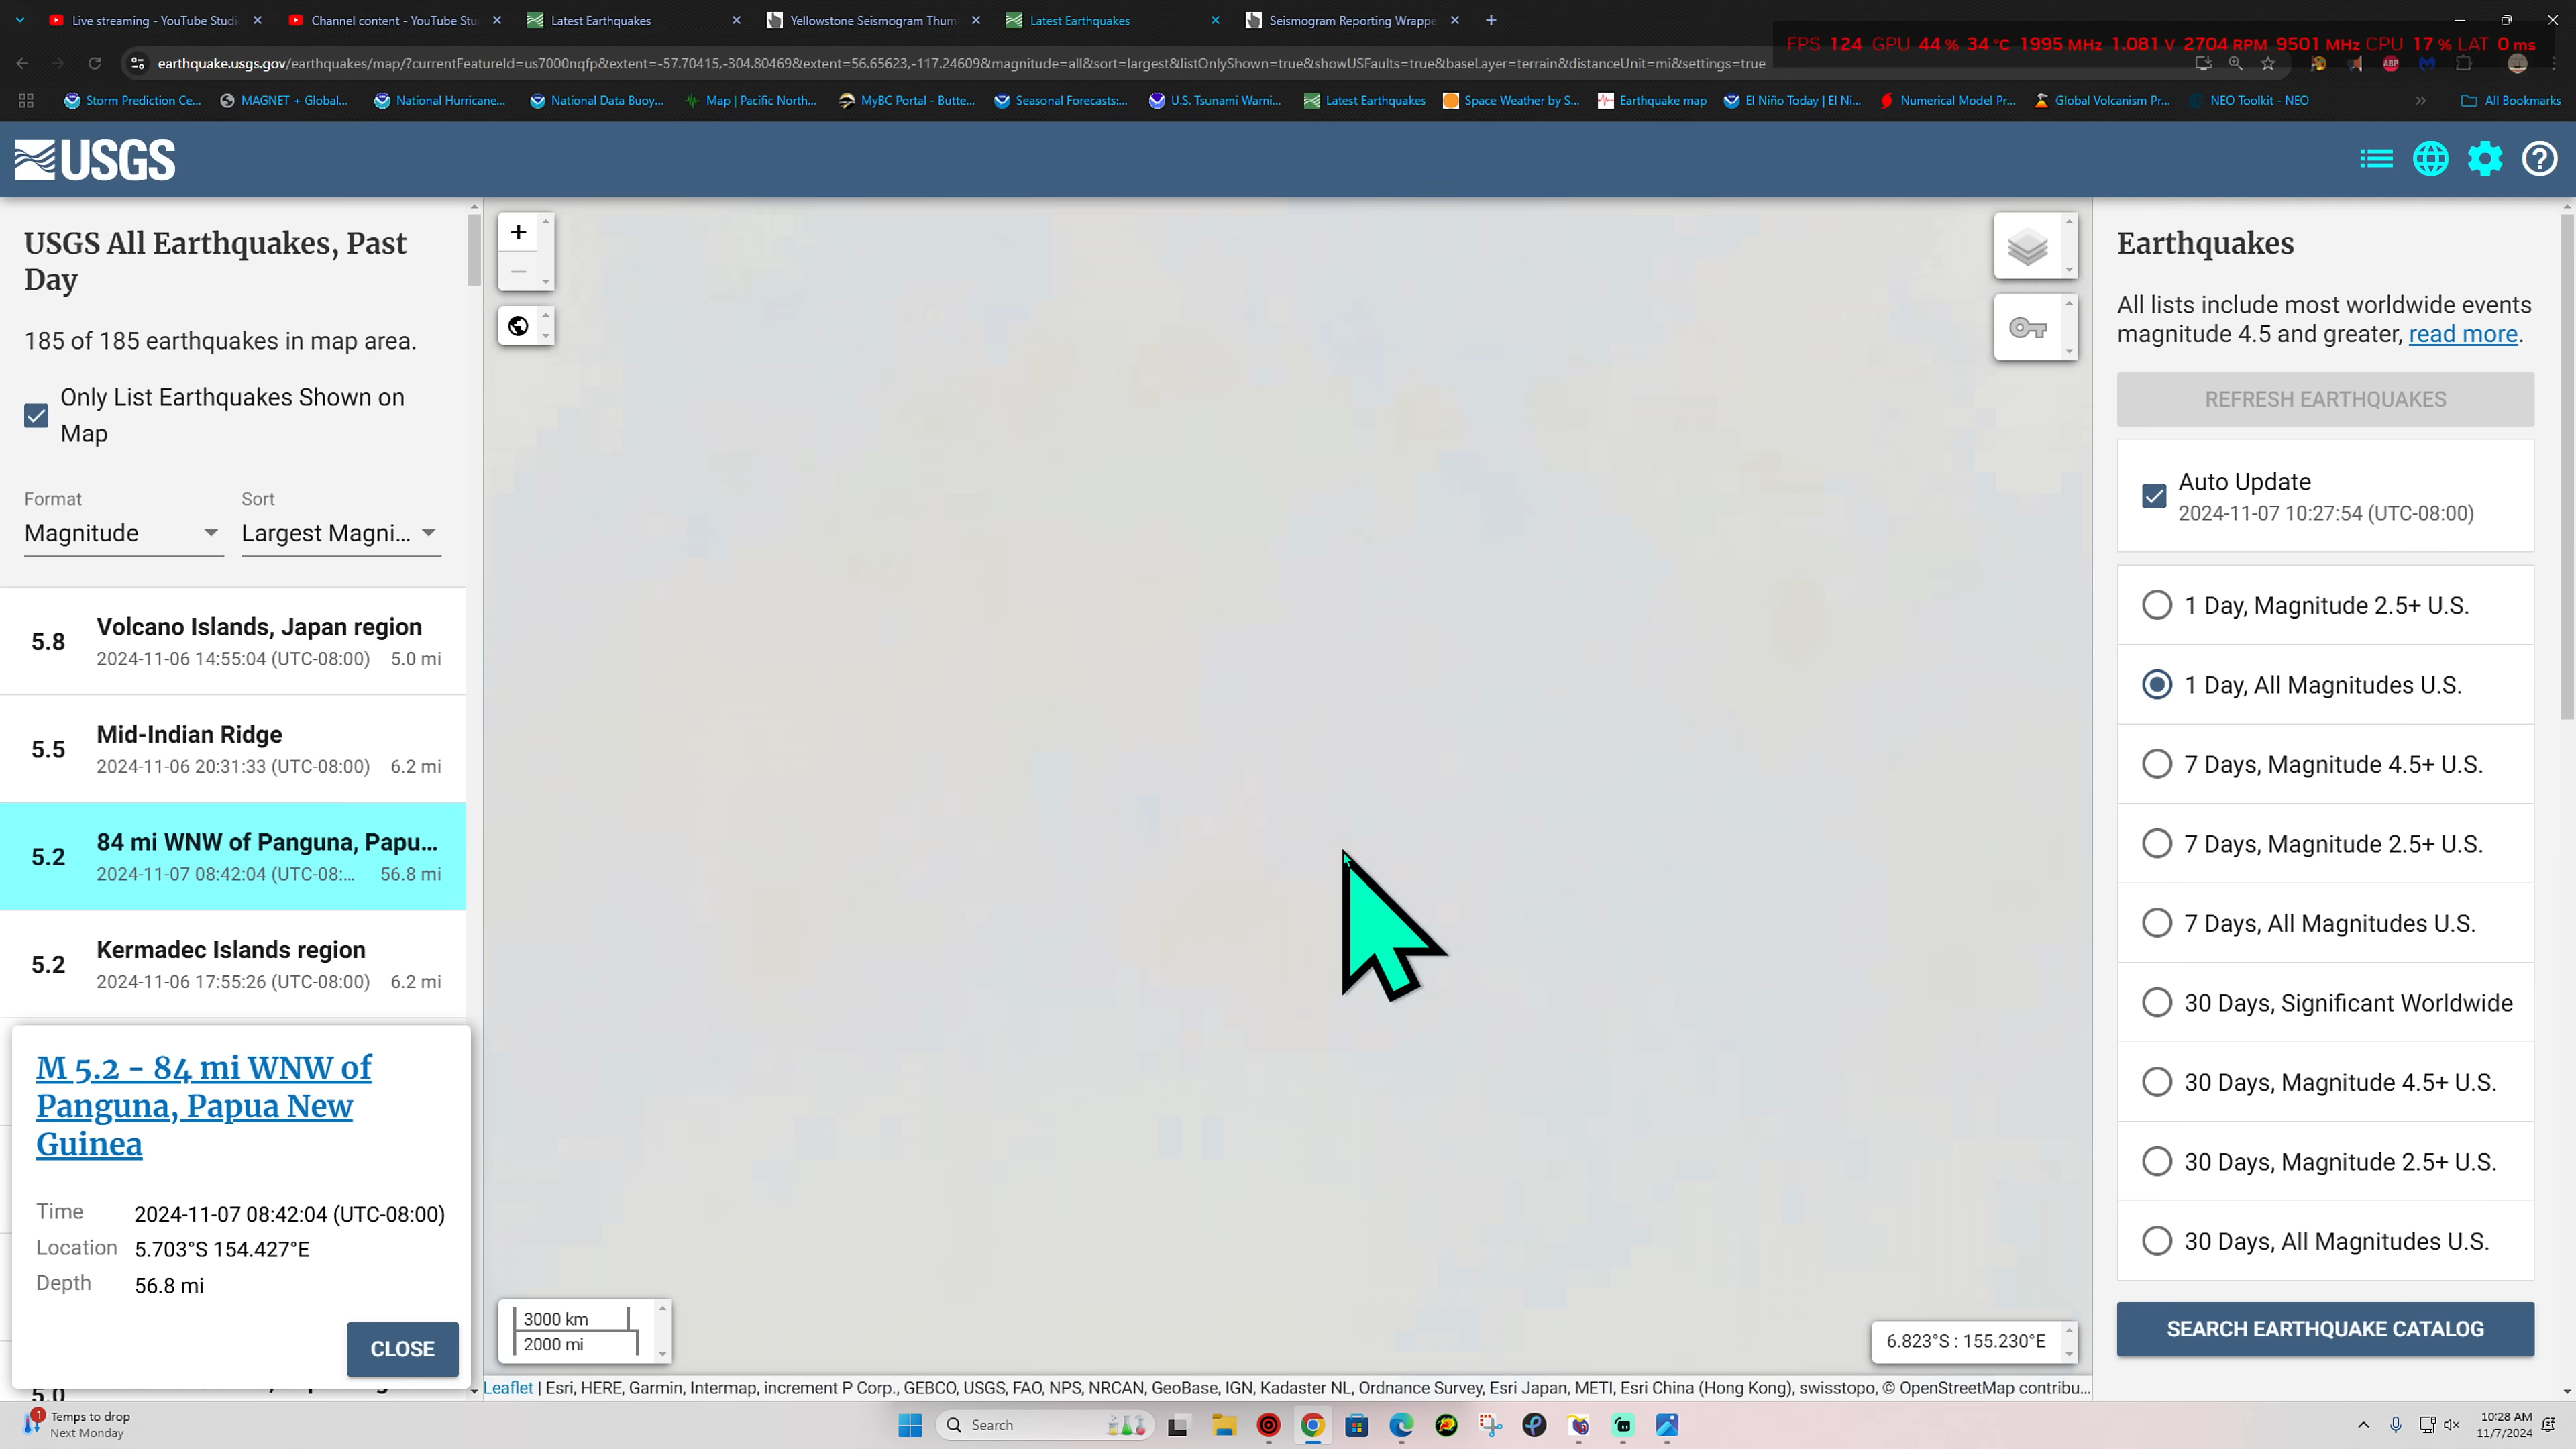 Live streaming - YouTube Studi
Channel content - YouTube Stu
Latest Earthquakes
Yellowstone Seismogram Thum
Latest Earthquakes
Seismogram Reporting Wrappe
FPS 124 GPU 44 % 34 °C 1995 MHz 1.081 V 2704 RPM 9501 MHz CPU 17 % LAT 0 ms
earthquake.usgs.gov/earthquakes/map/?currentFeatureId=us7000nqfp&extent=-57.70415,-304.80469&extent=56.65623,-117.24609&magnitude=all&sort=largest&listOnlyShown=true&showUSFaults=true&baseLayer=terrain&distanceUnit=mi&settings=true
ABP
Storm Prediction Ce...
MAGNET + Global...
National Hurricane...
National Data Buoy...
Map | Pacific North...
MyBC Portal - Butte...
Seasonal Forecasts:...
U.S. Tsunami Warni...
Latest Earthquakes
Space Weather by S...
Earthquake map
El Niño Today | El Ni...
Numerical Model Pr...
Global Volcanism Pr...
NEO Toolkit - NEO
All Bookmarks
USGS
USGS All Earthquakes, Past
Day
185 of 185 earthquakes in map area.
Only List Earthquakes Shown on
Map
Format
Sort
Magnitude
Largest Magni...
5.8
Volcano Islands, Japan region
2024-11-06 14:55:04 (UTC-08:00) 5.0 mi
5.5
Mid-Indian Ridge
2024-11-06 20:31:33 (UTC-08:00) 6.2 mi
5.2
84 mi WNW of Panguna, Papu...
2024-11-07 08:42:04 (UTC-08:... 56.8 mi
5.2
Kermadec Islands region
2024-11-06 17:55:26 (UTC-08:00) 6.2 mi
M 5.2 - 84 mi WNW of
Panguna, Papua New
Guinea
Time 2024-11-07 08:42:04 (UTC-08:00)
Location 5.703°S 154.427°E
Depth 56.8 mi
CLOSE
5.0
+
−
3000 km
2000 mi
6.823°S : 155.230°E
Leaflet | Esri, HERE, Garmin, Intermap, increment P Corp., GEBCO, USGS, FAO, NPS, NRCAN, GeoBase, IGN, Kadaster NL, Ordnance Survey, Esri Japan, METI, Esri China (Hong Kong), swisstopo, © OpenStreetMap contribu...
Earthquakes
All lists include most worldwide events
magnitude 4.5 and greater, read more.
REFRESH EARTHQUAKES
Auto Update
2024-11-07 10:27:54 (UTC-08:00)
1 Day, Magnitude 2.5+ U.S.
1 Day, All Magnitudes U.S.
7 Days, Magnitude 4.5+ U.S.
7 Days, Magnitude 2.5+ U.S.
7 Days, All Magnitudes U.S.
30 Days, Significant Worldwide
30 Days, Magnitude 4.5+ U.S.
30 Days, Magnitude 2.5+ U.S.
30 Days, All Magnitudes U.S.
SEARCH EARTHQUAKE CATALOG
1
Temps to drop
Next Monday
Search
10:28 AM
11/7/2024